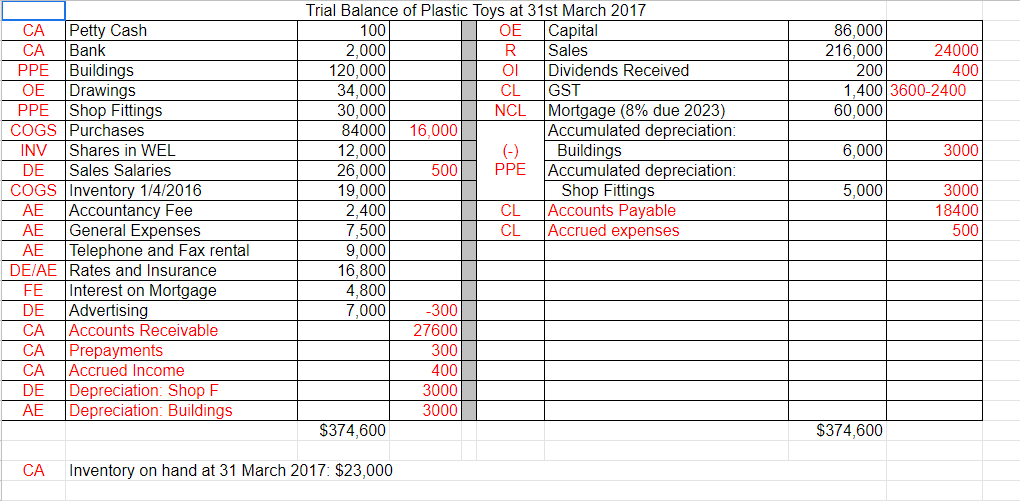 Trial Balance of Plastic Toys at 31st March 2017
CA Petty Cash 100 OE Capital 86,000
CA Bank 2,000 R Sales 216,000 24000
PPE Buildings 120,000 OI Dividends Received 200 400
OE Drawings 34,000 CL GST 1,400 3600-2400
PPE Shop Fittings 30,000 NCL Mortgage (8% due 2023) 60,000
COGS Purchases 84000 16,000 Accumulated depreciation:
INV Shares in WEL 12,000 (-) Buildings 6,000 3000
DE Sales Salaries 26,000 500 PPE Accumulated depreciation:
COGS Inventory 1/4/2016 19,000 Shop Fittings 5,000 3000
AE Accountancy Fee 2,400 CL Accounts Payable 18400
AE General Expenses 7,500 CL Accrued expenses 500
AE Telephone and Fax rental 9,000
DE/AE Rates and Insurance 16,800
FE Interest on Mortgage 4,800
DE Advertising 7,000 -300
CA Accounts Receivable 27600
CA Prepayments 300
CA Accrued Income 400
DE Depreciation: Shop F 3000
AE Depreciation: Buildings 3000
$374,600 $374,600
CA Inventory on hand at 31 March 2017: $23,000